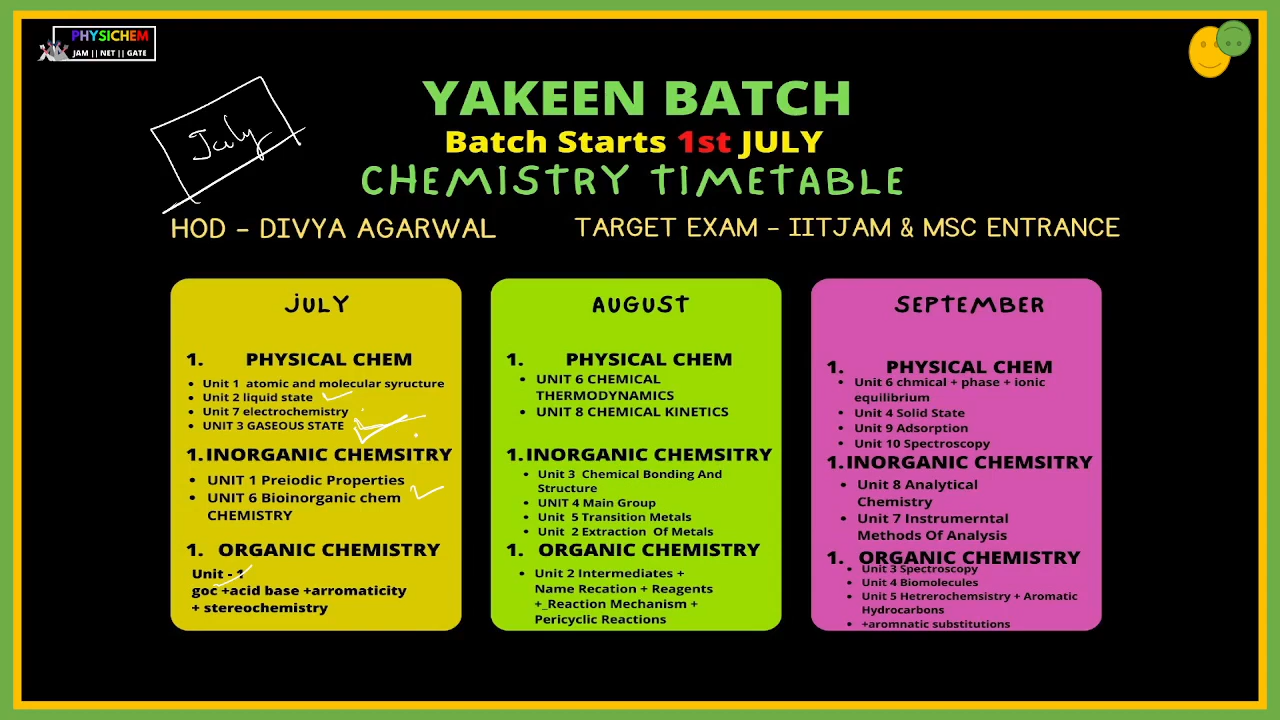 PHYSICHEM
JAM || NET || GATE
YAKEEN BATCH
Batch Starts 1st JULY
July
CHEMISTRY TIMETABLE
HOD - DIVYA AGARWAL
TARGET EXAM - IITJAM & MSC ENTRANCE
JULY
1. PHYSICAL CHEM
• Unit 1 atomic and molecular syructure
• Unit 2 liquid state
• Unit 7 electrochemistry
• UNIT 3 GASEOUS STATE
1. INORGANIC CHEMSITRY
• UNIT 1 Preiodic Properties
• UNIT 6 Bioinorganic chem
CHEMISTRY
1. ORGANIC CHEMISTRY
Unit - 1
goc +acid base +arromaticity
+ stereochemistry
AUGUST
1. PHYSICAL CHEM
• UNIT 6 CHEMICAL
THERMODYNAMICS
• UNIT 8 CHEMICAL KINETICS
1. INORGANIC CHEMSITRY
• Unit 3 Chemical Bonding And
Structure
• UNIT 4 Main Group
• Unit 5 Transition Metals
• Unit 2 Extraction Of Metals
1. ORGANIC CHEMISTRY
• Unit 2 Intermediates +
Name Recation + Reagents
+_Reaction Mechanism +
Pericyclic Reactions
SEPTEMBER
1. PHYSICAL CHEM
• Unit 6 chmical + phase + ionic
equilibrium
• Unit 4 Solid State
• Unit 9 Adsorption
• Unit 10 Spectroscopy
1. INORGANIC CHEMSITRY
• Unit 8 Analytical
Chemistry
• Unit 7 Instrumerntal
Methods Of Analysis
1. ORGANIC CHEMISTRY
• Unit 3 Spectroscopy
• Unit 4 Biomolecules
• Unit 5 Hetrerochemsistry + Aromatic
Hydrocarbons
• +aromnatic substitutions